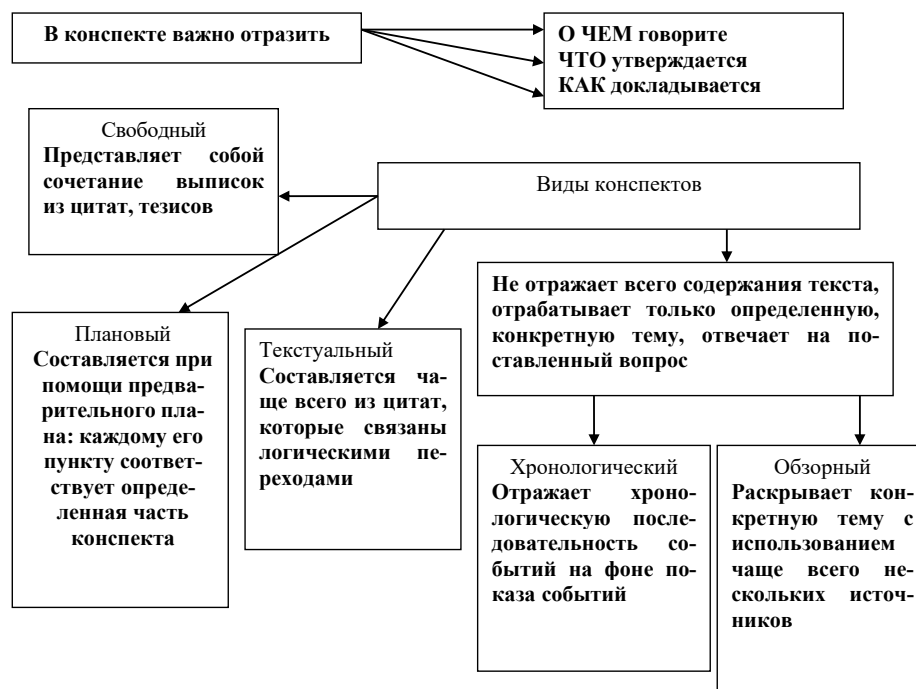 В конспекте важно отразить
О ЧЕМ говорите
ЧТО утверждается
КАК докладывается
Свободный
Представляет собой
сочетание выписок
из цитат, тезисов
Виды конспектов
Не отражает всего содержания текста,
отрабатывает только определенную,
конкретную тему, отвечает на по-
ставленный вопрос
Плановый
Составляется при
помощи предва-
рительного пла-
на: каждому его
пункту соответ-
ствует опреде-
ленная часть
конспекта
Текстуальный
Составляется ча-
ще всего из цитат,
которые связаны
логическими пе-
реходами
Хронологический
Отражает хроно-
логическую после-
довательность со-
бытий на фоне по-
каза событий
Обзорный
Раскрывает кон-
кретную тему с
использованием
чаще всего не-
скольких источ-
ников